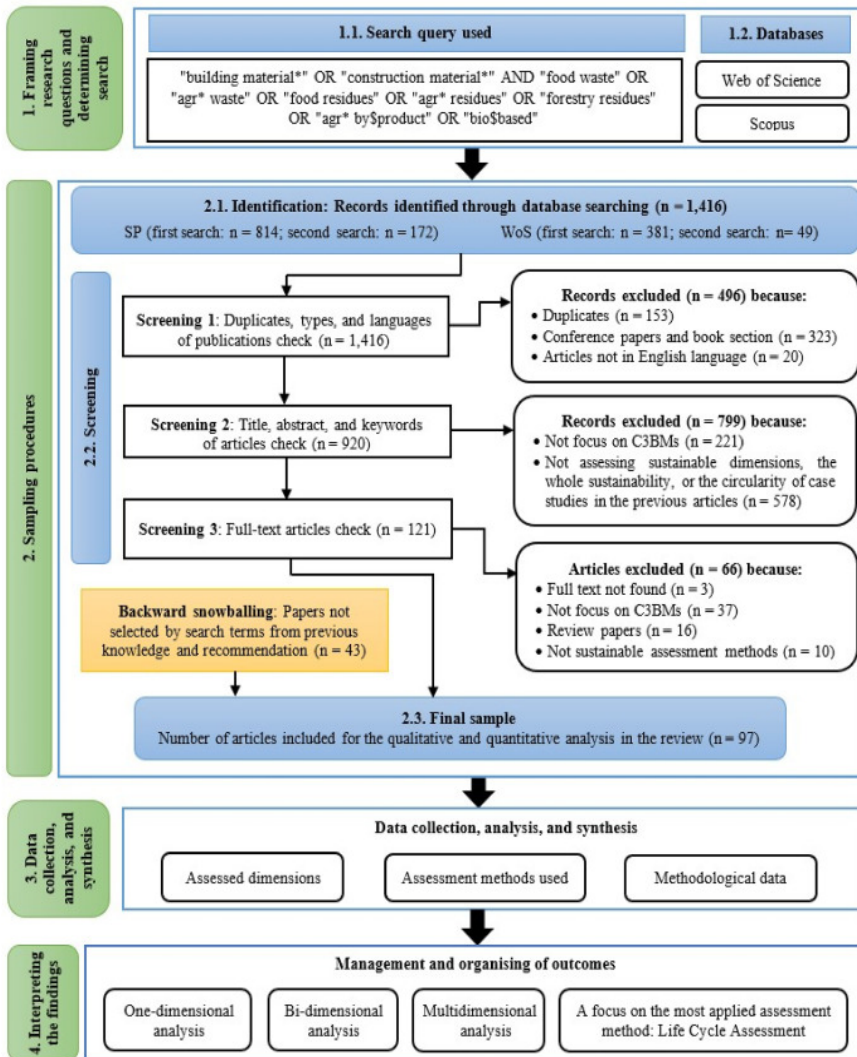 1. Framing
research
questions and
determining
search
1.1. Search query used
"building material*" OR "construction material*" AND "food waste" OR
"agr* waste" OR "food residues" OR "agr* residues" OR "forestry residues"
OR "agr* by$product" OR "bio$based"
1.2. Databases
Web of Science
Scopus
2. Sampling procedures
2.1. Identification: Records identified through database searching (n = 1,416)
SP (first search: n = 814; second search: n = 172)
WoS (first search: n = 381; second search: n= 49)
2.2. Screening
Screening 1: Duplicates, types, and languages
of publications check (n = 1,416)
Records excluded (n = 496) because:
• Duplicates (n = 153)
• Conference papers and book section (n = 323)
• Articles not in English language (n = 20)
Screening 2: Title, abstract, and keywords
of articles check (n = 920)
Records excluded (n = 799) because:
• Not focus on C3BMs (n = 221)
• Not assessing sustainable dimensions, the
whole sustainability, or the circularity of case
studies in the previous articles (n = 578)
Screening 3: Full-text articles check (n = 121)
Articles excluded (n = 66) because:
• Full text not found (n = 3)
• Not focus on C3BMs (n = 37)
• Review papers (n = 16)
• Not sustainable assessment methods (n = 10)
Backward snowballing: Papers not
selected by search terms from previous
knowledge and recommendation (n = 43)
2.3. Final sample
Number of articles included for the qualitative and quantitative analysis in the review (n = 97)
3. Data
collection,
analysis, and
synthesis
Data collection, analysis, and synthesis
Assessed dimensions
Assessment methods used
Methodological data
4. Interpreting
the findings
Management and organising of outcomes
One-dimensional
analysis
Bi-dimensional
analysis
Multidimensional
analysis
A focus on the most applied assessment
method: Life Cycle Assessment